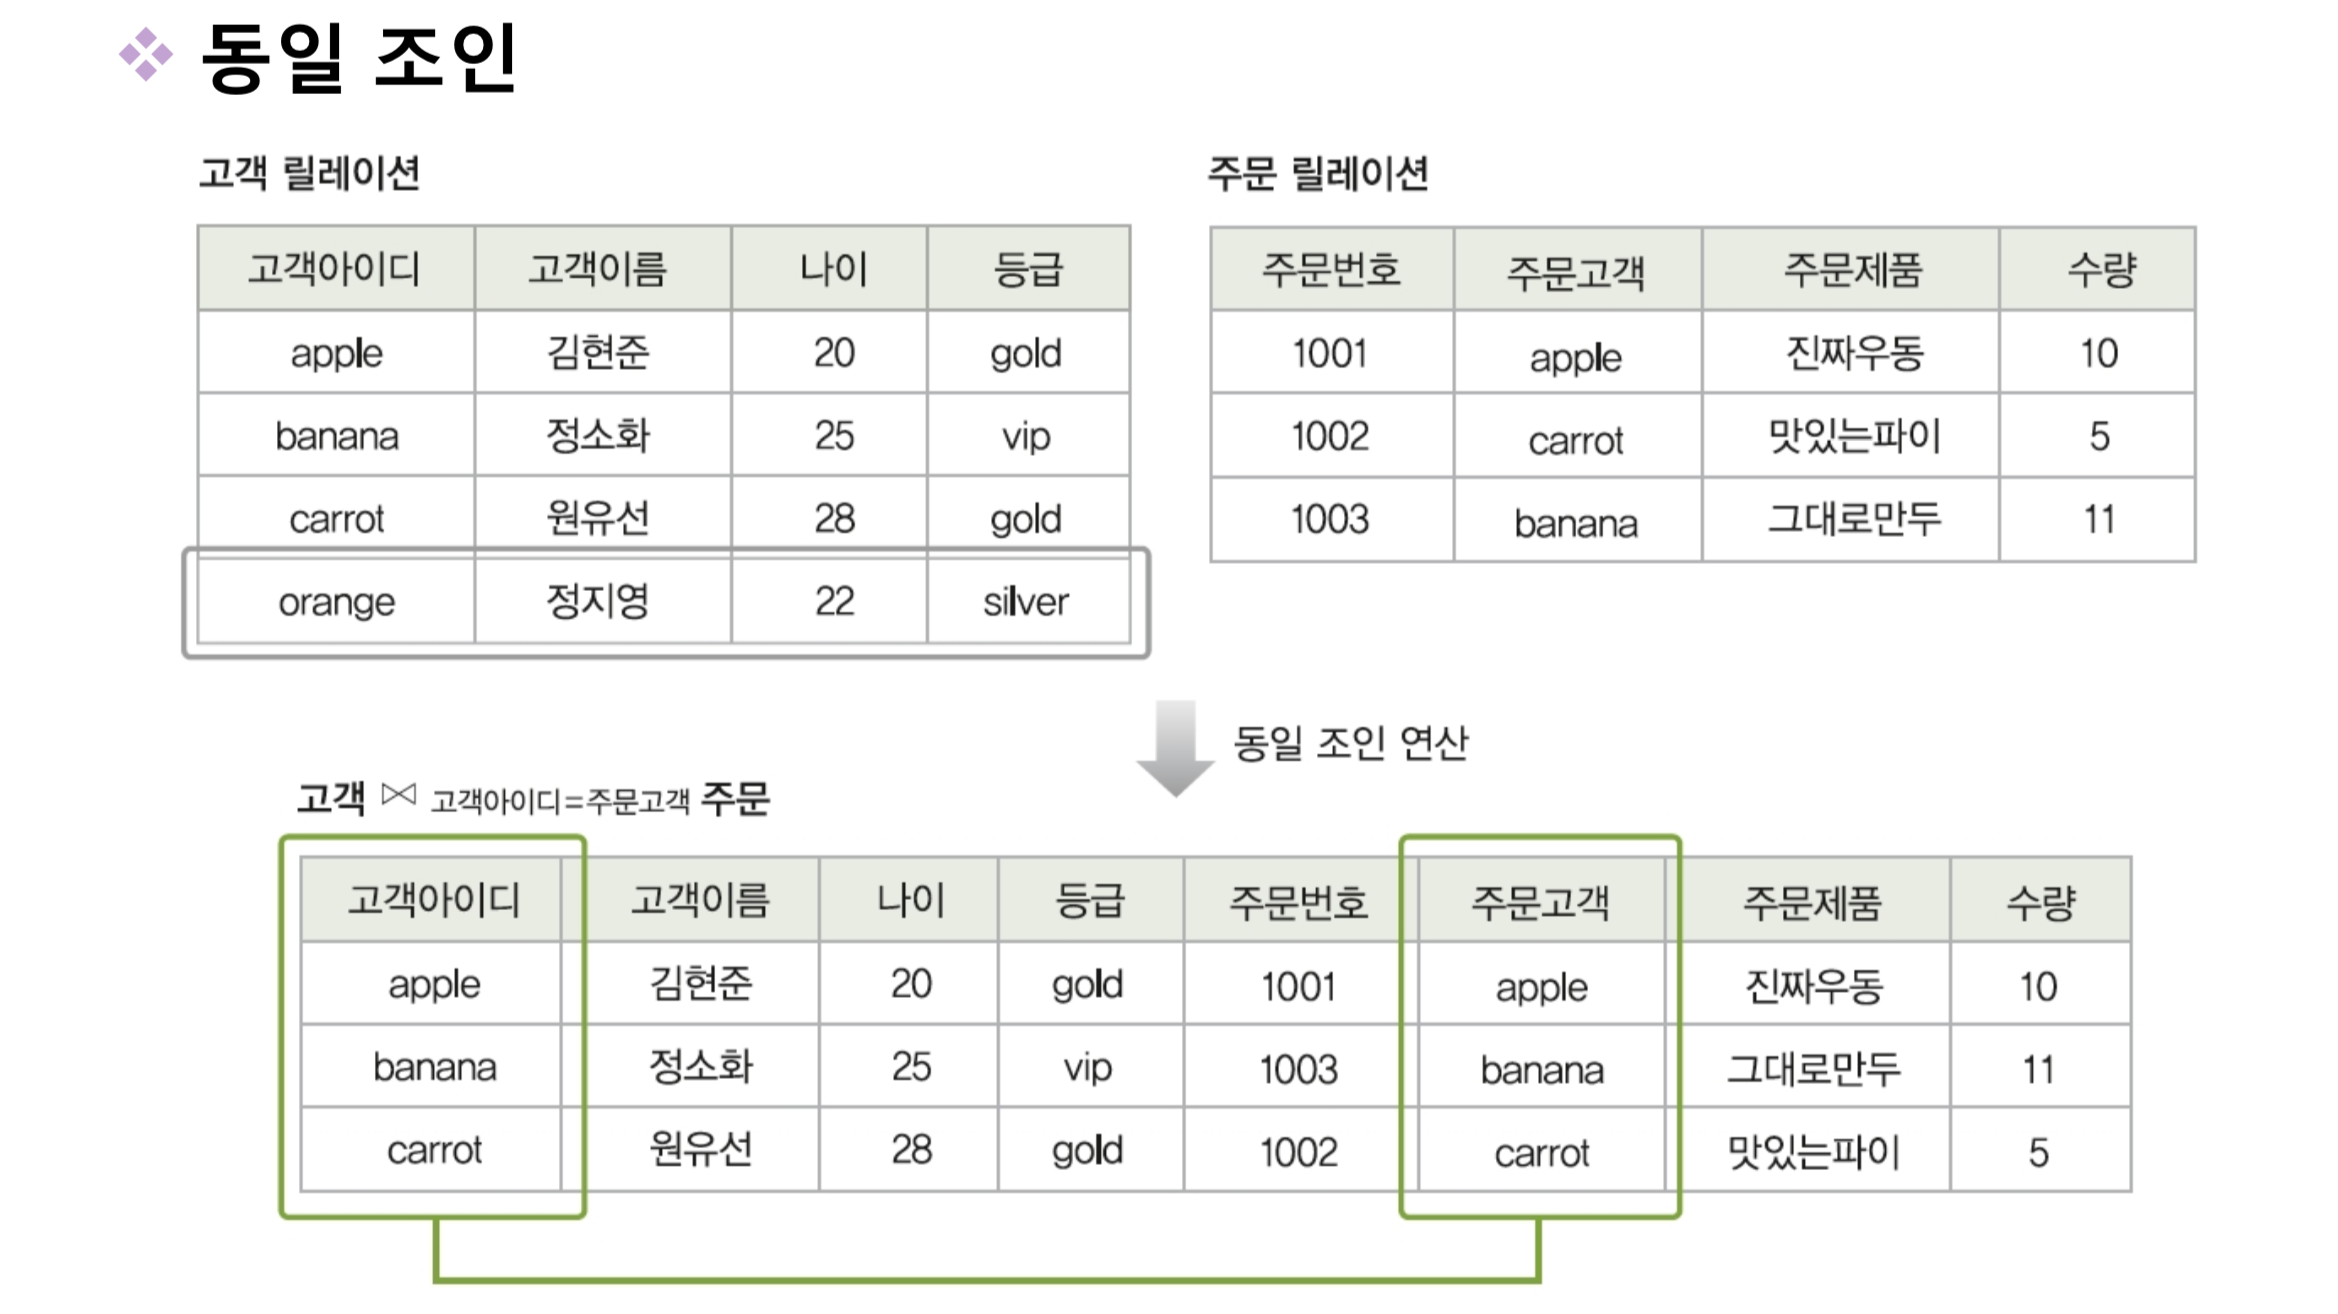 동일 조인
고객 릴레이션
고객아이디 고객이름 나이 등급
apple 김현준 20 gold
banana 정소화 25 vip
carrot 원유선 28 gold
orange 정지영 22 silver
주문 릴레이션
주문번호 주문고객 주문제품 수량
1001 apple 진짜우동 10
1002 carrot 맛있는파이 5
1003 banana 그대로만두 11
동일 조인 연산
고객 ⋈ 고객아이디=주문고객 주문
고객아이디 고객이름 나이 등급 주문번호 주문고객 주문제품 수량
apple 김현준 20 gold 1001 apple 진짜우동 10
banana 정소화 25 vip 1003 banana 그대로만두 11
carrot 원유선 28 gold 1002 carrot 맛있는파이 5